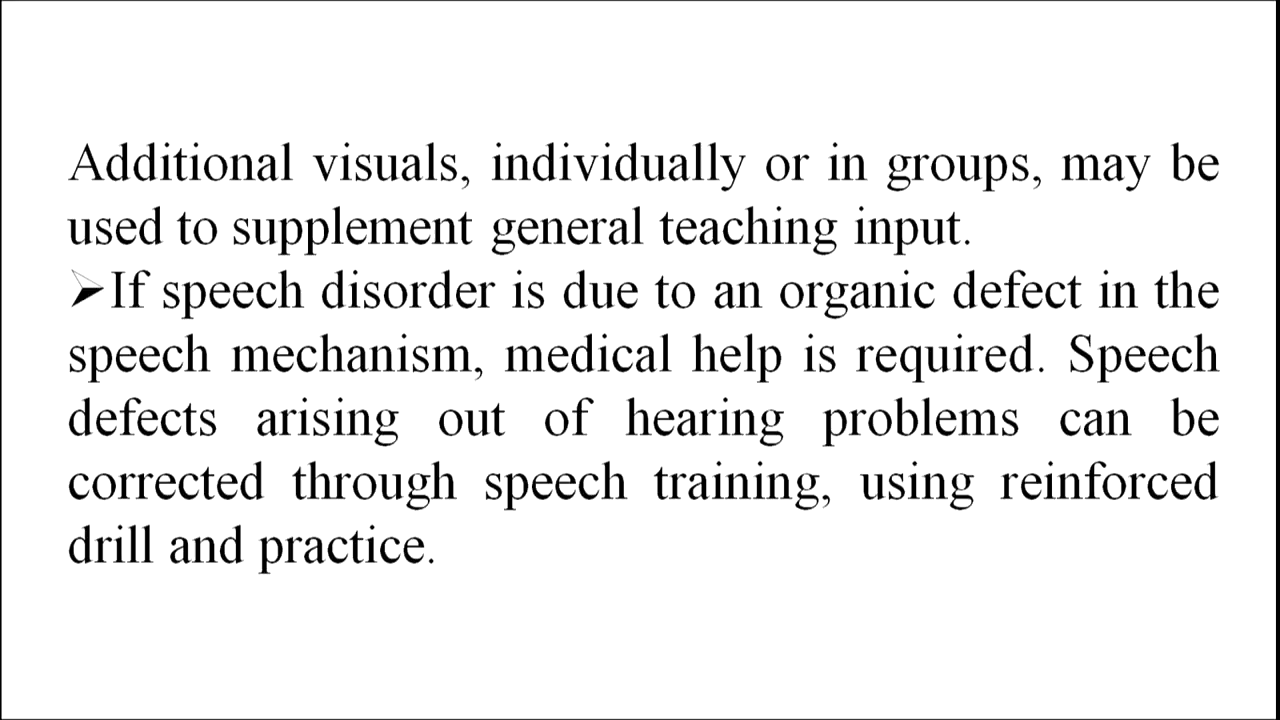 Additional visuals, individually or in groups, may be
used to supplement general teaching input.
➢If speech disorder is due to an organic defect in the
speech mechanism, medical help is required. Speech
defects arising out of hearing problems can be
corrected through speech training, using reinforced
drill and practice.